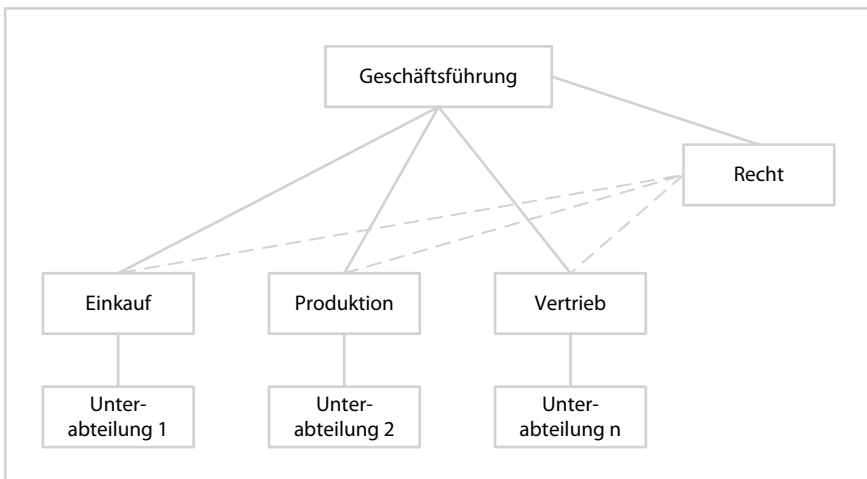 Geschäftsführung
Recht
Einkauf
Produktion
Vertrieb
Unter-
abteilung 1
Unter-
abteilung 2
Unter-
abteilung n